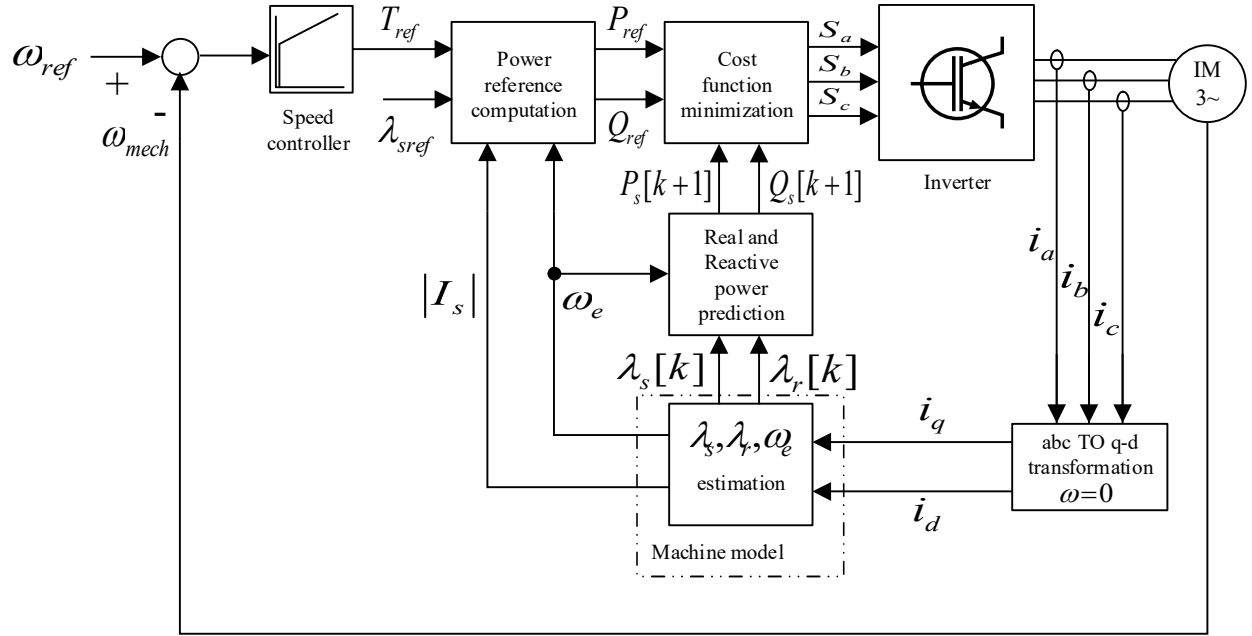 ω_ref
+
-
ω_mech
Speed
controller
T_ref
λ_sref
Power
reference
computation
P_ref
Q_ref
Cost
function
minimization
S_a
S_b
S_c
Inverter
IM
3~
P_s[k+1]
Q_s[k+1]
Real and
Reactive
power
prediction
|I_s|
ω_e
λ_s[k]
λ_r[k]
λ_s,λ_r,ω_e
estimation
Machine model
i_a
i_b
i_c
i_q
i_d
abc TO q-d
transformation
ω=0